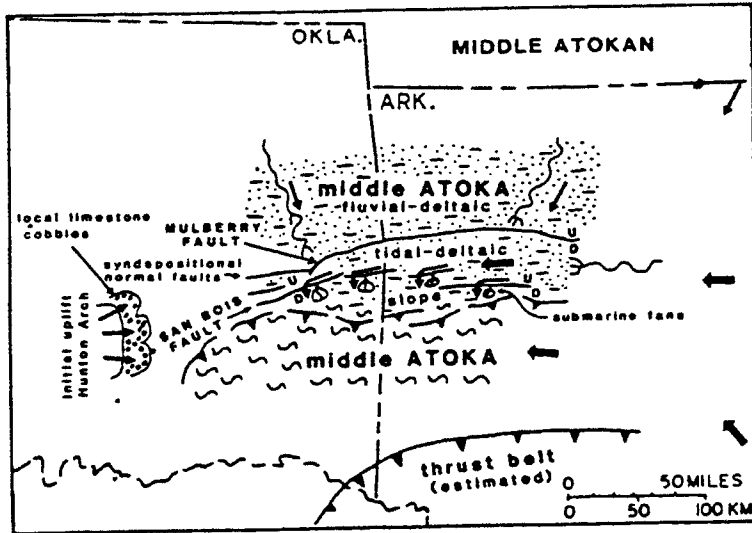 OKLA.
MIDDLE ATOKAN
ARK.
middle ATOKA
fluvial-deltaic
local limestone
cobbles
MULBERRY
FAULT
tidal-deltaic
U
D
syndepositional
normal faults
U
D
slope
U
D
SAN BOIS
FAULT
submarine fans
Initial uplift
Hunton Arch
middle ATOKA
thrust belt
(estimated)
0 50 MILES
0 50 100 KM